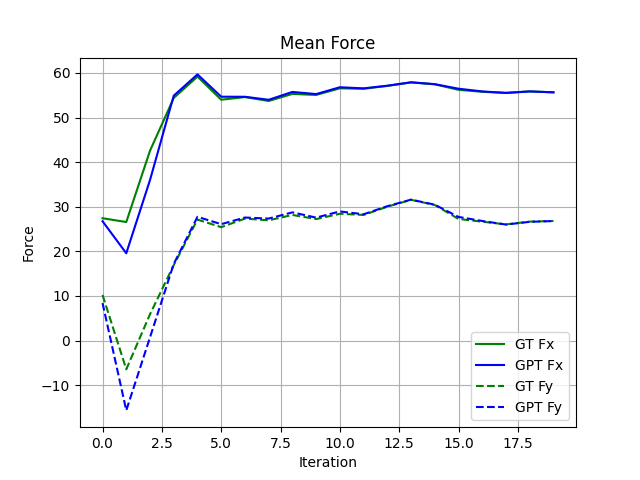 Mean Force
Force
60
50
40
30
20
10
0
−10
0.0 2.5 5.0 7.5 10.0 12.5 15.0 17.5
Iteration
GT Fx
GPT Fx
GT Fy
GPT Fy